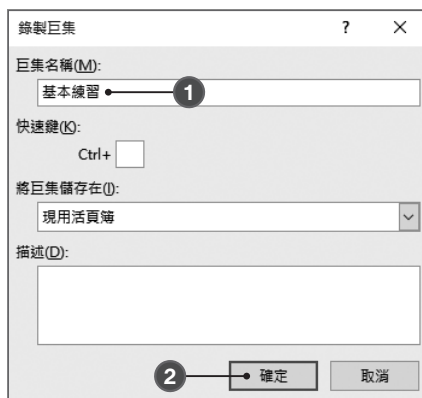 錄製巨集 ? ×
巨集名稱(M):
基本練習 1
快速鍵(K):
Ctrl+
將巨集儲存在(I):
現用活頁簿
描述(D):
2 確定 取消